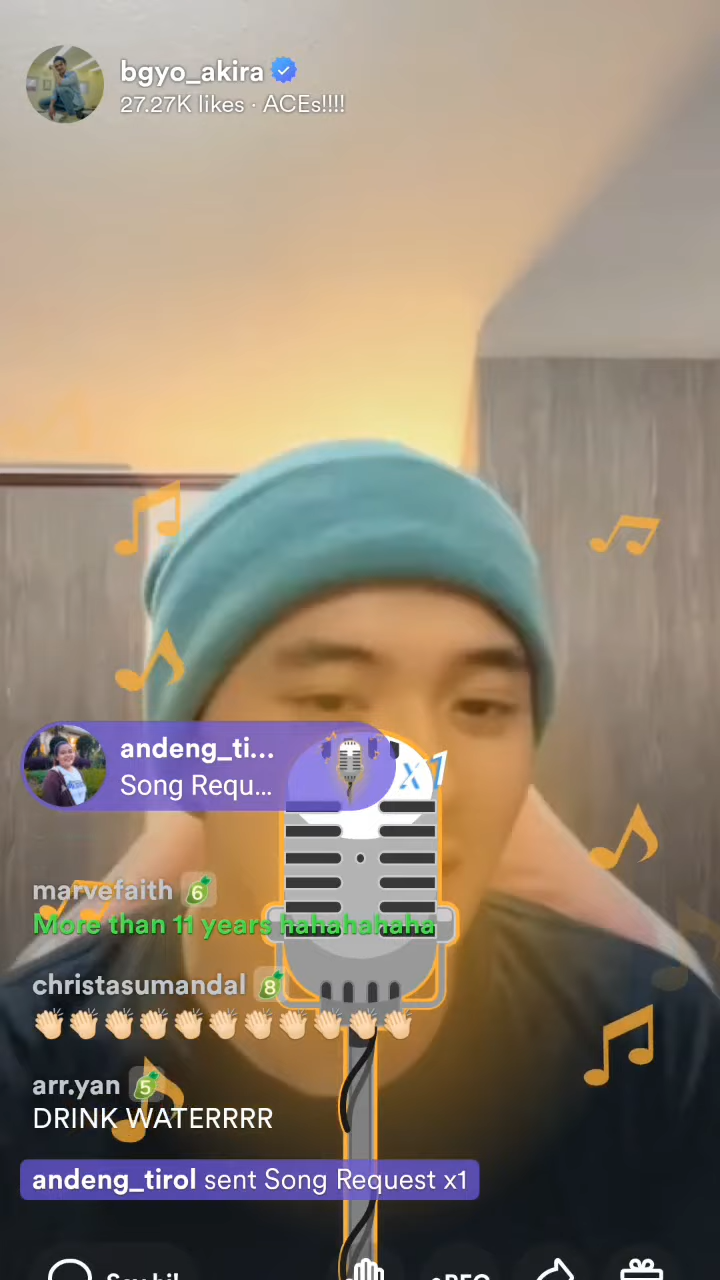 bgyo_akira
27.27K likes · ACEs!!!!
andeng_ti...
Song Requ...
x1
marvefaith 6
More than 11 years hahahahaha
christasumandal 8
👏🏻👏🏻👏🏻👏🏻👏🏻👏🏻👏🏻👏🏻👏🏻👏🏻👏🏻
arr.yan 5
DRINK WATERRRR
andeng_tirol sent Song Request x1